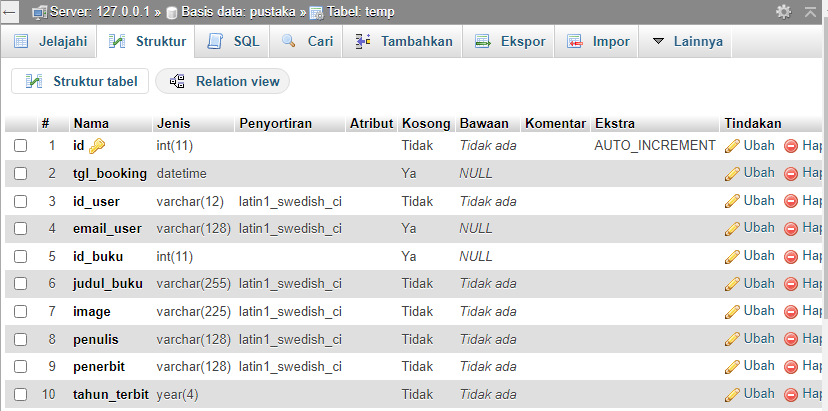 Server: 127.0.0.1 » Basis data: pustaka » Tabel: temp
Jelajahi Struktur SQL Cari Tambahkan Ekspor Impor Lainnya
Struktur tabel Relation view
# Nama Jenis Penyortiran Atribut Kosong Bawaan Komentar Ekstra Tindakan
1 id int(11) Tidak Tidak ada AUTO_INCREMENT Ubah Hap
2 tgl_booking datetime Ya NULL Ubah Hap
3 id_user varchar(12) latin1_swedish_ci Tidak Tidak ada Ubah Hap
4 email_user varchar(128) latin1_swedish_ci Ya NULL Ubah Hap
5 id_buku int(11) Ya NULL Ubah Hap
6 judul_buku varchar(255) latin1_swedish_ci Tidak Tidak ada Ubah Hap
7 image varchar(225) latin1_swedish_ci Tidak Tidak ada Ubah Hap
8 penulis varchar(128) latin1_swedish_ci Tidak Tidak ada Ubah Hap
9 penerbit varchar(128) latin1_swedish_ci Tidak Tidak ada Ubah Hap
10 tahun_terbit year(4) Tidak Tidak ada Ubah Hap